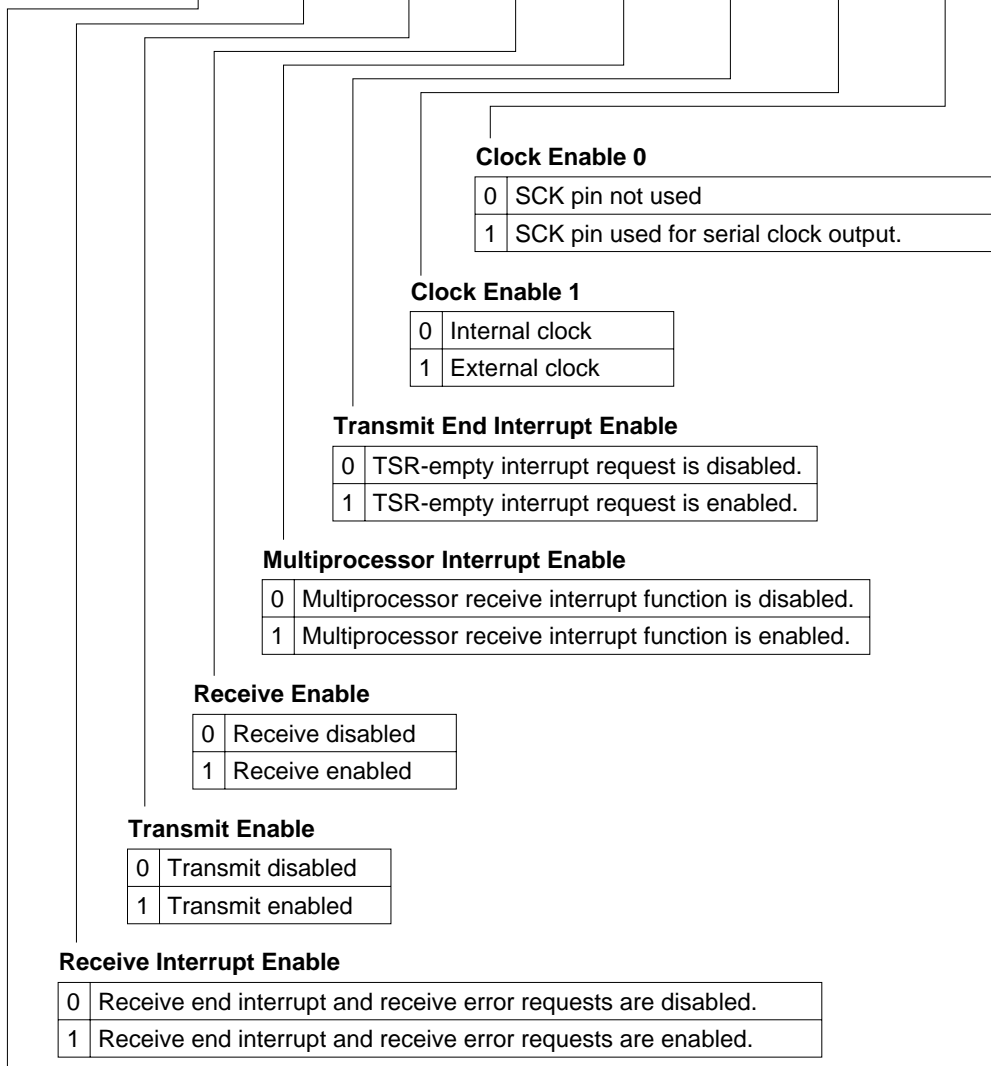 Clock Enable 0
0 SCK pin not used
1 SCK pin used for serial clock output.
Clock Enable 1
0 Internal clock
1 External clock
Transmit End Interrupt Enable
0 TSR-empty interrupt request is disabled.
1 TSR-empty interrupt request is enabled.
Multiprocessor Interrupt Enable
0 Multiprocessor receive interrupt function is disabled.
1 Multiprocessor receive interrupt function is enabled.
Receive Enable
0 Receive disabled
1 Receive enabled
Transmit Enable
0 Transmit disabled
1 Transmit enabled
Receive Interrupt Enable
0 Receive end interrupt and receive error requests are disabled.
1 Receive end interrupt and receive error requests are enabled.